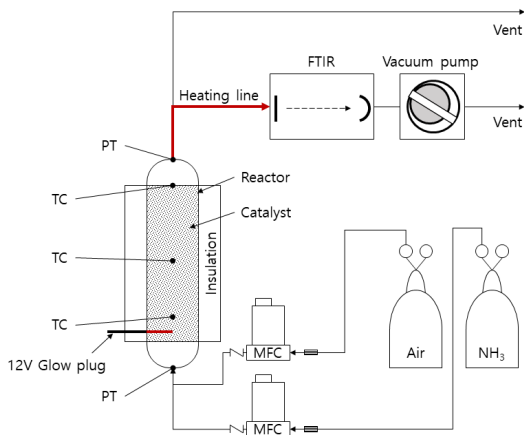 Vent
FTIR
Vacuum pump
Heating line
Vent
PT
Reactor
TC
Catalyst
TC
Insulation
TC
12V Glow plug
PT
MFC
Air
NH₃
MFC